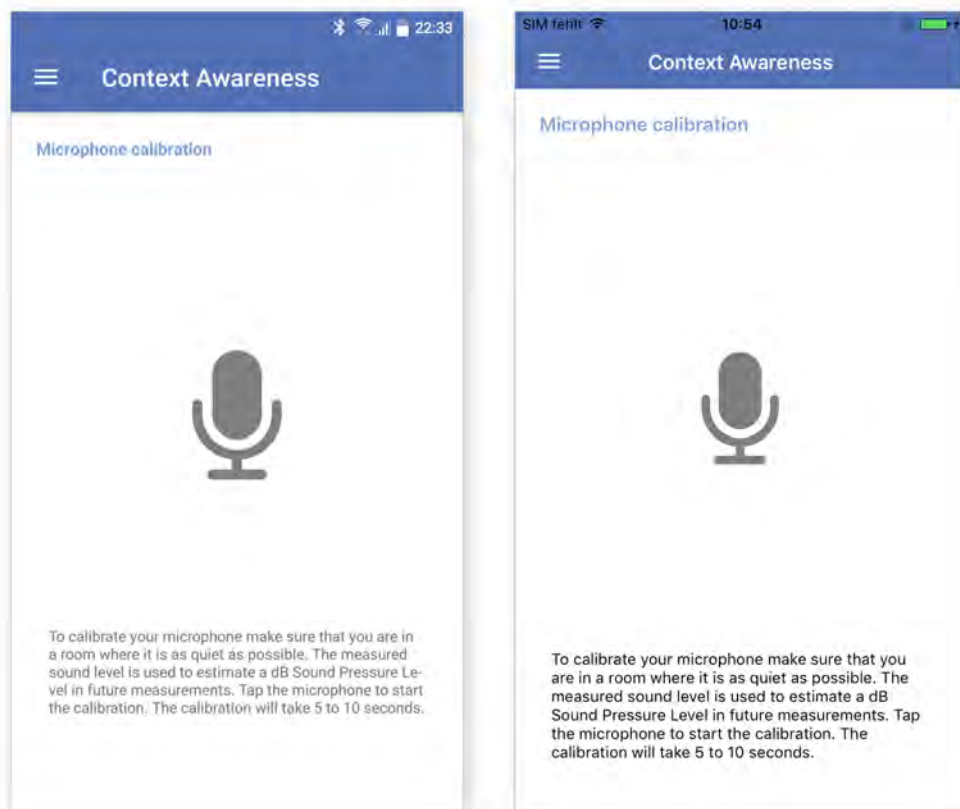 22:33
Context Awareness
Microphone calibration
To calibrate your microphone make sure that you are in
a room where it is as quiet as possible. The measured
sound level is used to estimate a dB Sound Pressure Le-
vel in future measurements. Tap the microphone to start
the calibration. The calibration will take 5 to 10 seconds.
SIM fehlt 10:54
Context Awareness
Microphone calibration
To calibrate your microphone make sure that you
are in a room where it is as quiet as possible. The
measured sound level is used to estimate a dB
Sound Pressure Level in future measurements. Tap
the microphone to start the calibration. The
calibration will take 5 to 10 seconds.